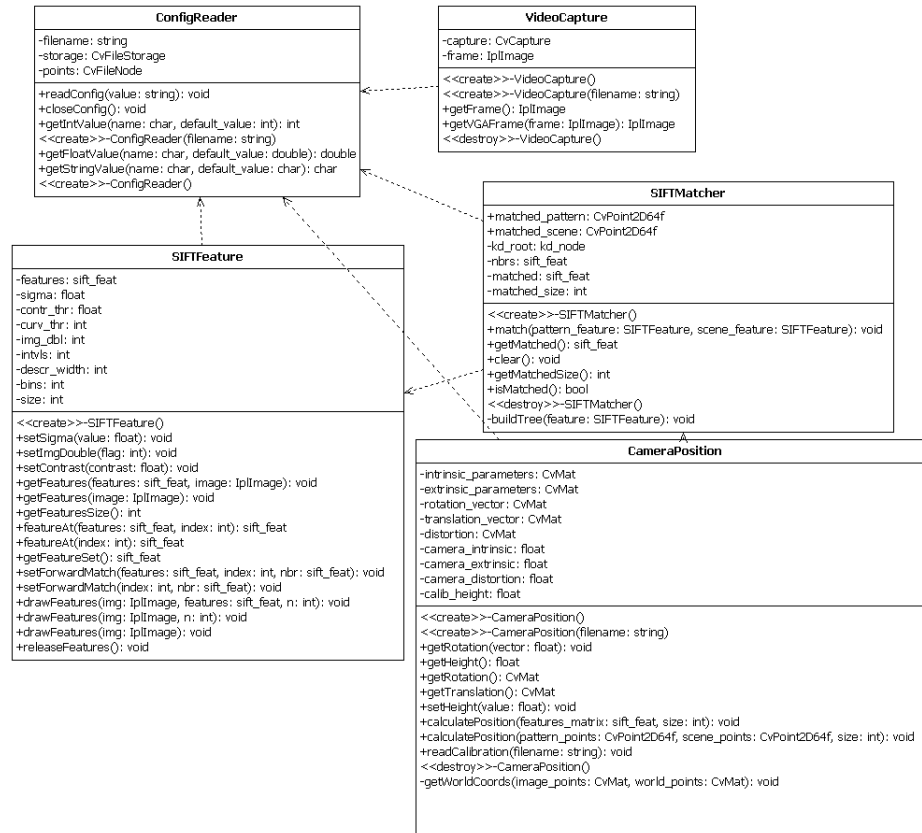 ConfigReader
-filename: string
-storage: CvFileStorage
-points: CvFileNode
+readConfig(value: string): void
+closeConfig(): void
+getIntValue(name: char, default_value: int): int
<<create>>-ConfigReader(filename: string)
+getFloatValue(name: char, default_value: double): double
+getStringValue(name: char, default_value: char): char
<<create>>-ConfigReader()
VideoCapture
-capture: CvCapture
-frame: IplImage
<<create>>-VideoCapture()
<<create>>-VideoCapture(filename: string)
+getFrame(): IplImage
+getVGAFrame(frame: IplImage): IplImage
<<destroy>>-VideoCapture()
SIFTMatcher
+matched_pattern: CvPoint2D64f
+matched_scene: CvPoint2D64f
-kd_root: kd_node
-nbrs: sift_feat
-matched: sift_feat
-matched_size: int
<<create>>-SIFTMatcher()
+match(pattern_feature: SIFTFeature, scene_feature: SIFTFeature): void
+getMatched(): sift_feat
+clear(): void
+getMatchedSize(): int
+isMatched(): bool
<<destroy>>-SIFTMatcher()
-buildTree(feature: SIFTFeature): void
SIFTFeature
-features: sift_feat
-sigma: float
-contr_thr: float
-curv_thr: int
-img_dbl: int
-intvls: int
-descr_width: int
-bins: int
-size: int
<<create>>-SIFTFeature()
+setSigma(value: float): void
+setImgDouble(flag: int): void
+setContrast(contrast: float): void
+getFeatures(features: sift_feat, image: IplImage): void
+getFeatures(image: IplImage): void
+getFeaturesSize(): int
+featureAt(features: sift_feat, index: int): sift_feat
+featureAt(index: int): sift_feat
+getFeatureSet(): sift_feat
+setForwardMatch(features: sift_feat, index: int, nbr: sift_feat): void
+setForwardMatch(index: int, nbr: sift_feat): void
+drawFeatures(img: IplImage, features: sift_feat, n: int): void
+drawFeatures(img: IplImage, n: int): void
+drawFeatures(img: IplImage): void
+releaseFeatures(): void
CameraPosition
-intrinsic_parameters: CvMat
-extrinsic_parameters: CvMat
-rotation_vector: CvMat
-translation_vector: CvMat
-distortion: CvMat
-camera_intrinsic: float
-camera_extrinsic: float
-camera_distortion: float
-calib_height: float
<<create>>-CameraPosition()
<<create>>-CameraPosition(filename: string)
+getRotation(vector: float): void
+getHeight(): float
+getRotation(): CvMat
+getTranslation(): CvMat
+setHeight(value: float): void
+calculatePosition(features_matrix: sift_feat, size: int): void
+calculatePosition(pattern_points: CvPoint2D64f, scene_points: CvPoint2D64f, size: int): void
+readCalibration(filename: string): void
<<destroy>>-CameraPosition()
-getWorldCoords(image_points: CvMat, world_points: CvMat): void